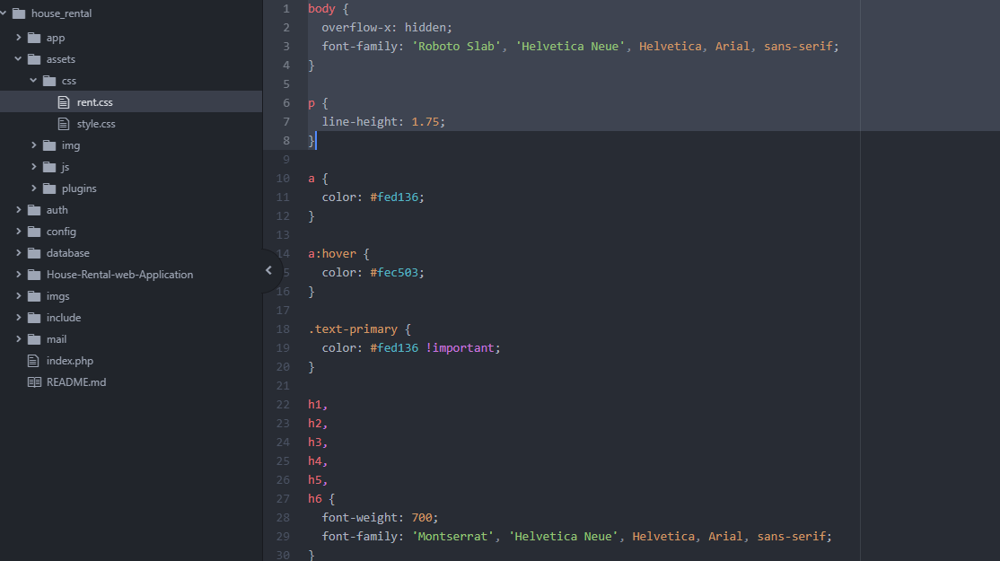 house_rental
app
assets
css
rent.css
style.css
img
js
plugins
auth
config
database
House-Rental-web-Application
imgs
include
mail
index.php
README.md
1 body {
2 overflow-x: hidden;
3 font-family: 'Roboto Slab', 'Helvetica Neue', Helvetica, Arial, sans-serif;
4 }
5
6 p {
7 line-height: 1.75;
8 }
9
10 a {
11 color: #fed136;
12 }
13
14 a:hover {
5 color: #fec503;
16 }
17
18 .text-primary {
19 color: #fed136 !important;
20 }
21
22 h1,
23 h2,
24 h3,
25 h4,
26 h5,
27 h6 {
28 font-weight: 700;
29 font-family: 'Montserrat', 'Helvetica Neue', Helvetica, Arial, sans-serif;
30 }